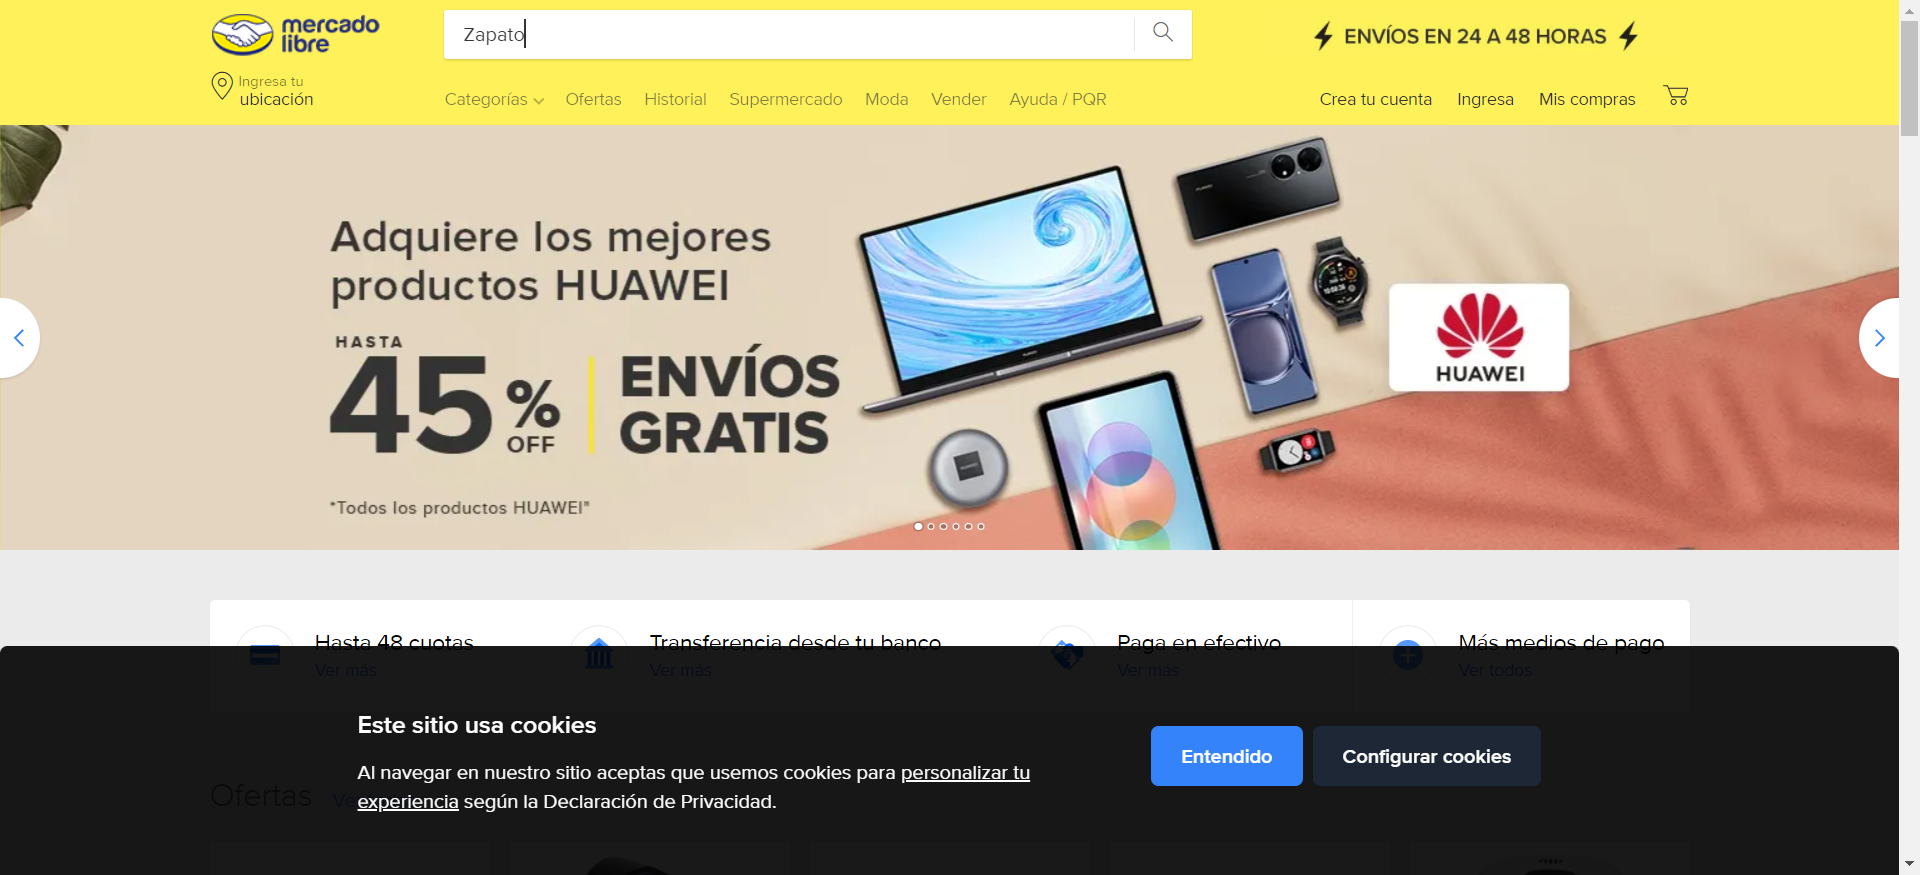 mercado
libre
Zapato
ENVÍOS EN 24 A 48 HORAS
Ingresa tu
ubicación
Categorías
Ofertas
Historial
Supermercado
Moda
Vender
Ayuda / PQR
Crea tu cuenta
Ingresa
Mis compras
Adquiere los mejores
productos HUAWEI
HASTA
45% OFF
ENVÍOS
GRATIS
*Todos los productos HUAWEI*
HUAWEI
Hasta 48 cuotas
Ver más
Transferencia desde tu banco
Ver más
Paga en efectivo
Ver más
Más medios de pago
Ver todos
Este sitio usa cookies
Al navegar en nuestro sitio aceptas que usemos cookies para personalizar tu
experiencia según la Declaración de Privacidad.
Entendido
Configurar cookies
Ofertas